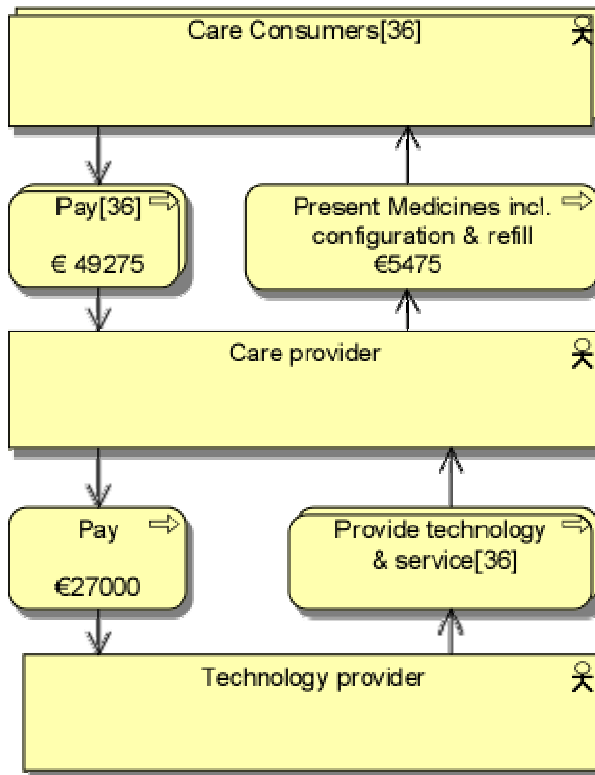 Care Consumers[36]
Pay[36]
€ 49275
Present Medicines incl.
configuration & refill
€5475
Care provider
Pay
€27000
Provide technology
& service[36]
Technology provider